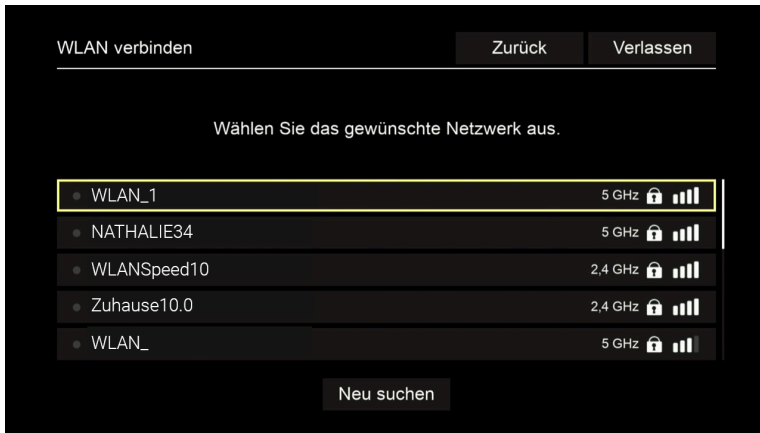 WLAN verbinden Zurück Verlassen
Wählen Sie das gewünschte Netzwerk aus.
WLAN_1 5 GHz
NATHALIE34 5 GHz
WLANSpeed10 2,4 GHz
Zuhause10.0 2,4 GHz
WLAN_ 5 GHz
Neu suchen